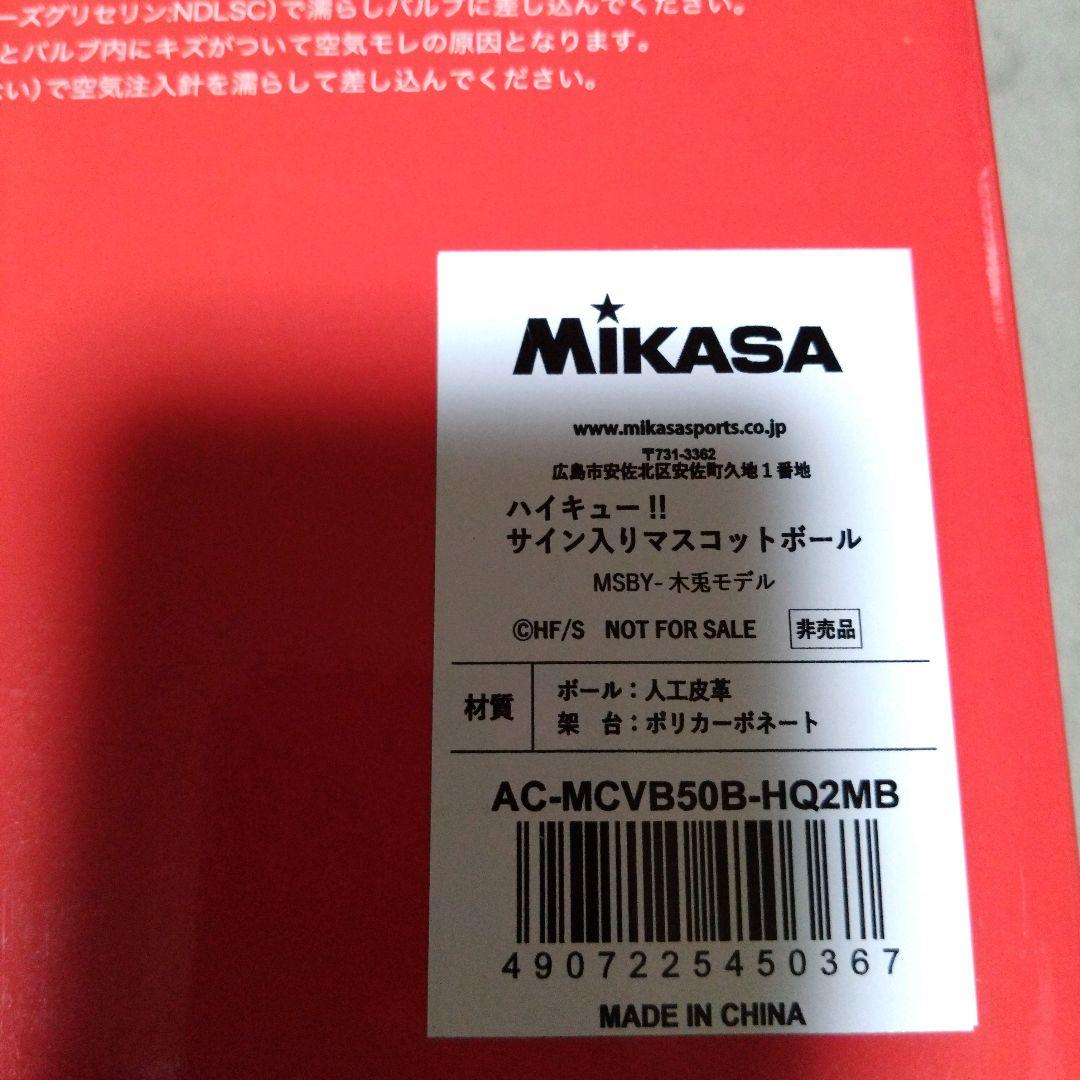 ーズグリセリン:NDLSC)で濡らしバルブに差し込んでください。
とバルブ内にキズがついて空気モレの原因となります。
い)で空気注入針を濡らして差し込んでください。
MiKASA
www.mikasasports.co.jp
〒731-3362
広島市安佐北区安佐町久地1番地
ハイキュー!!
サイン入りマスコットボール
MSBY-木兎モデル
©HF/S NOT FOR SALE 非売品
材質
ボール：人工皮革
架 台：ポリカーボネート
AC-MCVB50B-HQ2MB
4907225450367
MADE IN CHINA